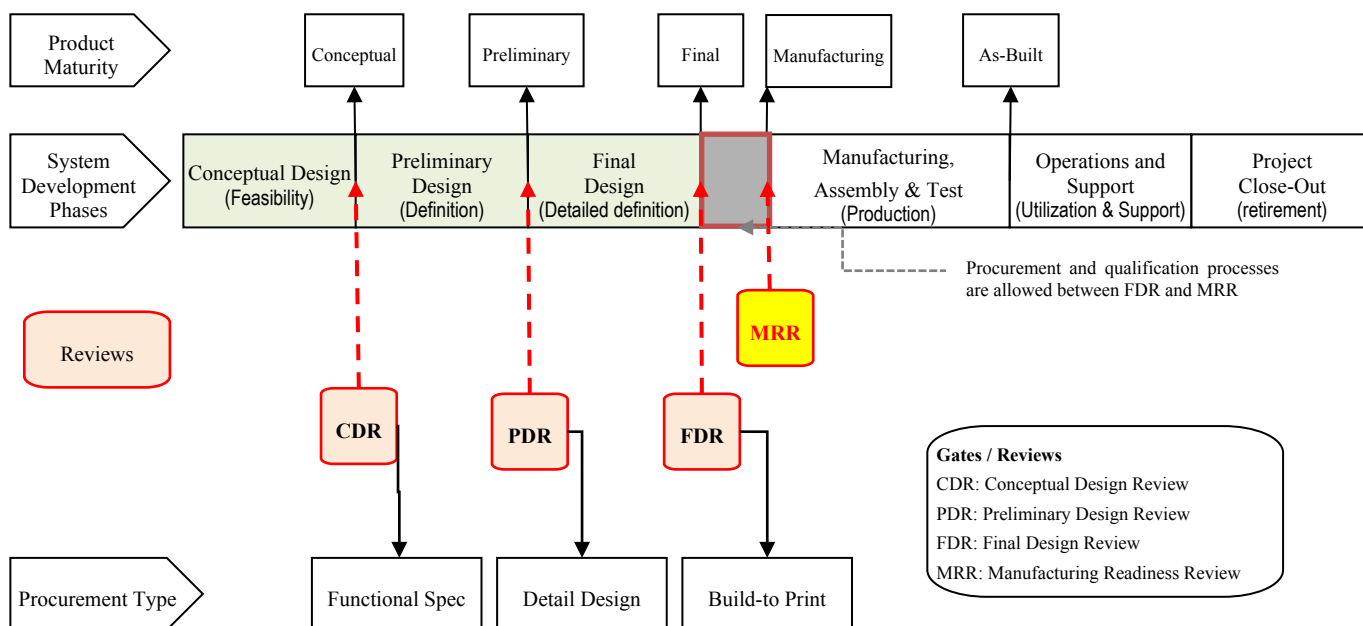 Product
Maturity
Conceptual
Preliminary
Final
Manufacturing
As-Built
System
Development
Phases
Conceptual Design
(Feasibility)
Preliminary
Design
(Definition)
Final
Design
(Detailed definition)
Manufacturing,
Assembly & Test
(Production)
Operations and
Support
(Utilization & Support)
Project
Close-Out
(retirement)
Procurement and qualification processes
are allowed between FDR and MRR
Reviews
MRR
CDR
PDR
FDR
Gates / Reviews
CDR: Conceptual Design Review
PDR: Preliminary Design Review
FDR: Final Design Review
MRR: Manufacturing Readiness Review
Procurement Type
Functional Spec
Detail Design
Build-to Print